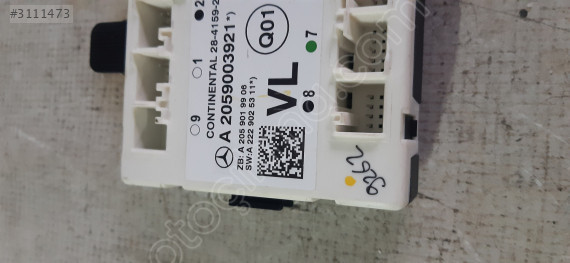 #3111473
CONTINENTAL 28-4159-2
A 2059003921*)
ZB: A 205 901 99 06
SW: A 222 902 53 11*)
VL
Q01
2
1
9
7
8
9262